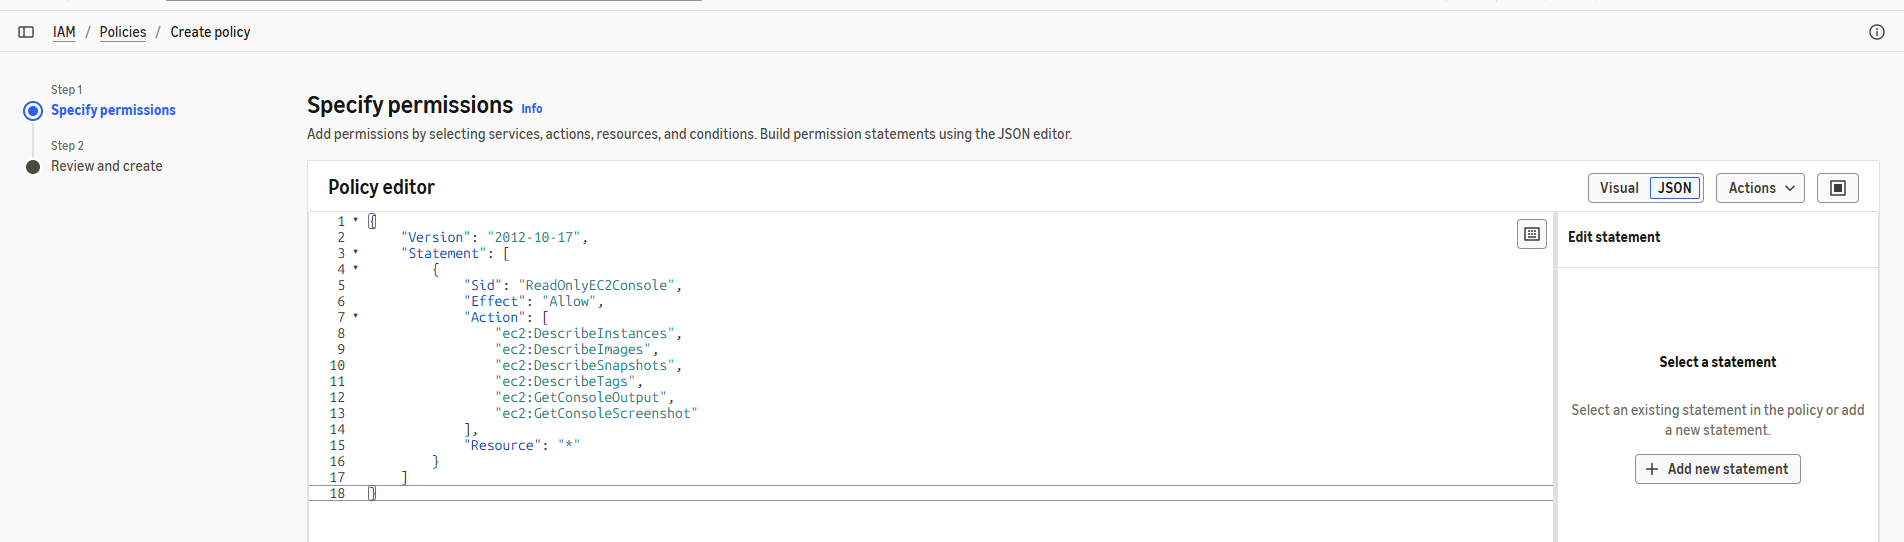 IAM / Policies / Create policy
Step 1
Specify permissions
Step 2
Review and create
Specify permissions Info
Add permissions by selecting services, actions, resources, and conditions. Build permission statements using the JSON editor.
Policy editor
Visual JSON Actions
1 {
2 "Version": "2012-10-17",
3 "Statement": [
4 {
5 "Sid": "ReadOnlyEC2Console",
6 "Effect": "Allow",
7 "Action": [
8 "ec2:DescribeInstances",
9 "ec2:DescribeImages",
10 "ec2:DescribeSnapshots",
11 "ec2:DescribeTags",
12 "ec2:GetConsoleOutput",
13 "ec2:GetConsoleScreenshot"
14 ],
15 "Resource": "*"
16 }
17 ]
18 }
Edit statement
Select a statement
Select an existing statement in the policy or add
a new statement.
+ Add new statement